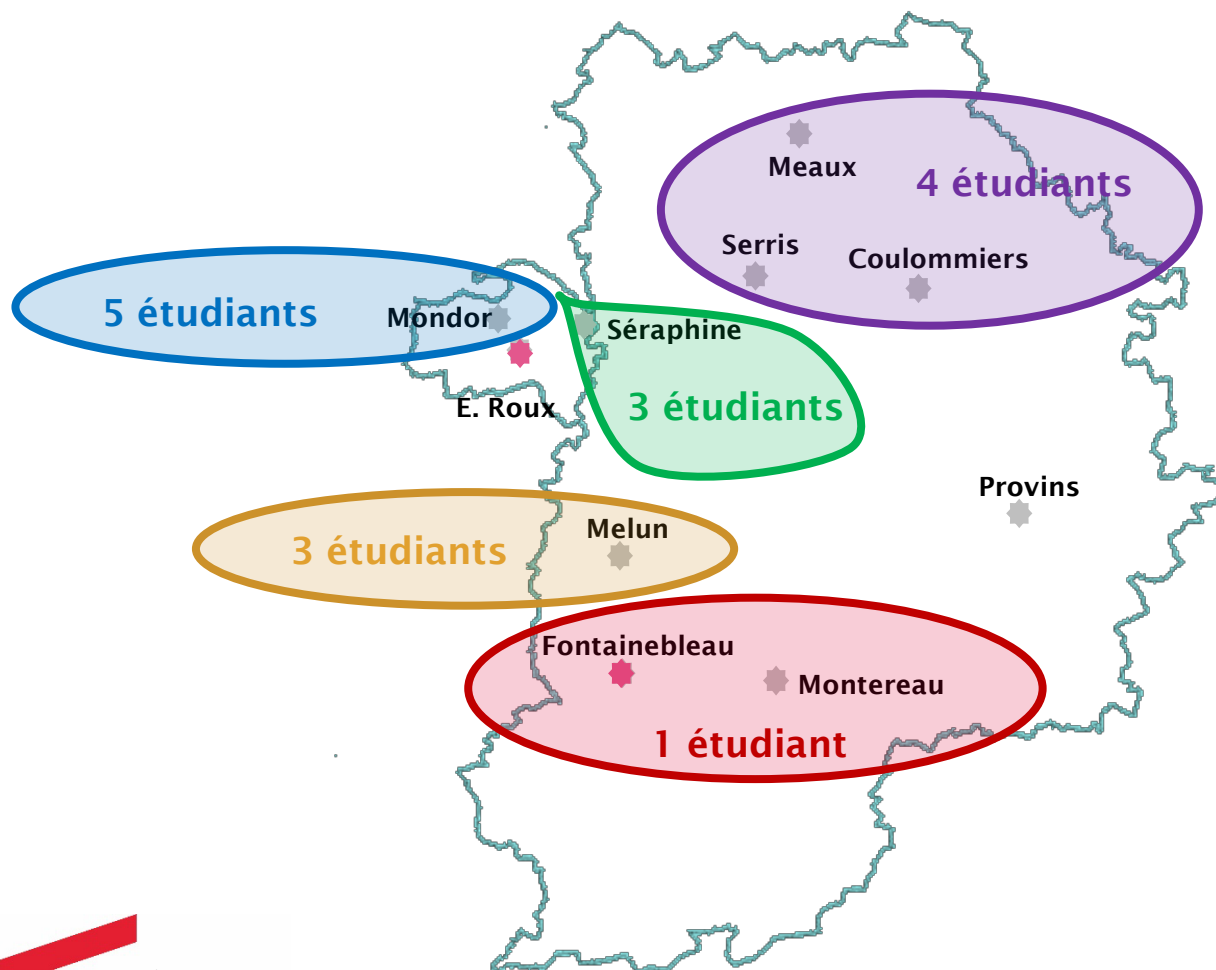 Meaux
4 étudiants
Serris
Coulommiers
5 étudiants
Mondor
Séraphine
E. Roux
3 étudiants
Provins
Melun
3 étudiants
Fontainebleau
Montereau
1 étudiant